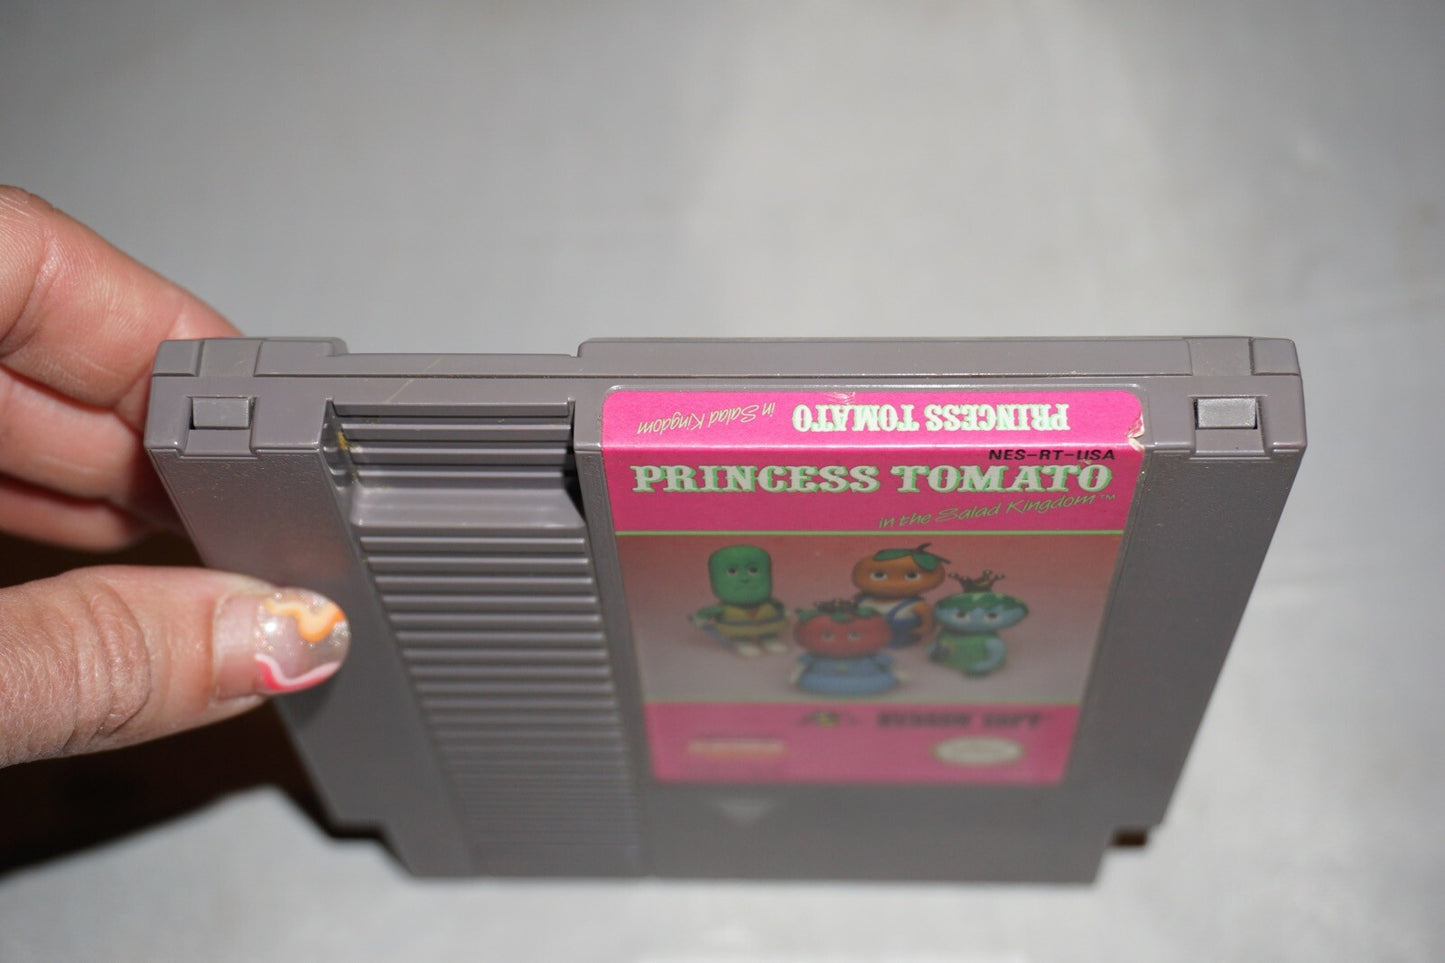 PRINCESS TOMATO
in Salad Kingdom
NES-RT-USA
PRINCESS TOMATO
in the Salad Kingdom™
HUDSON SOFT